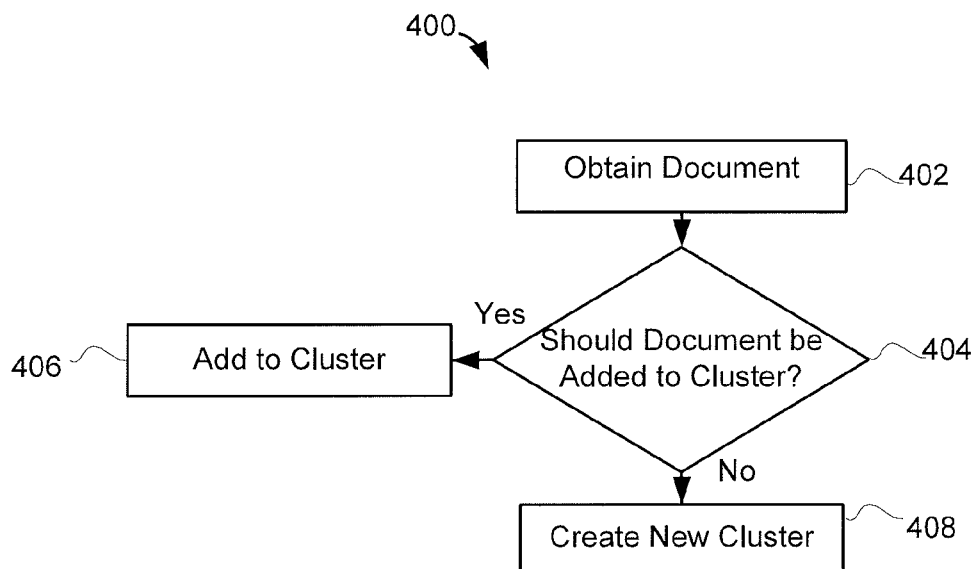 400
Obtain Document
402
Yes
Should Document be
Added to Cluster?
404
406
Add to Cluster
No
Create New Cluster
408